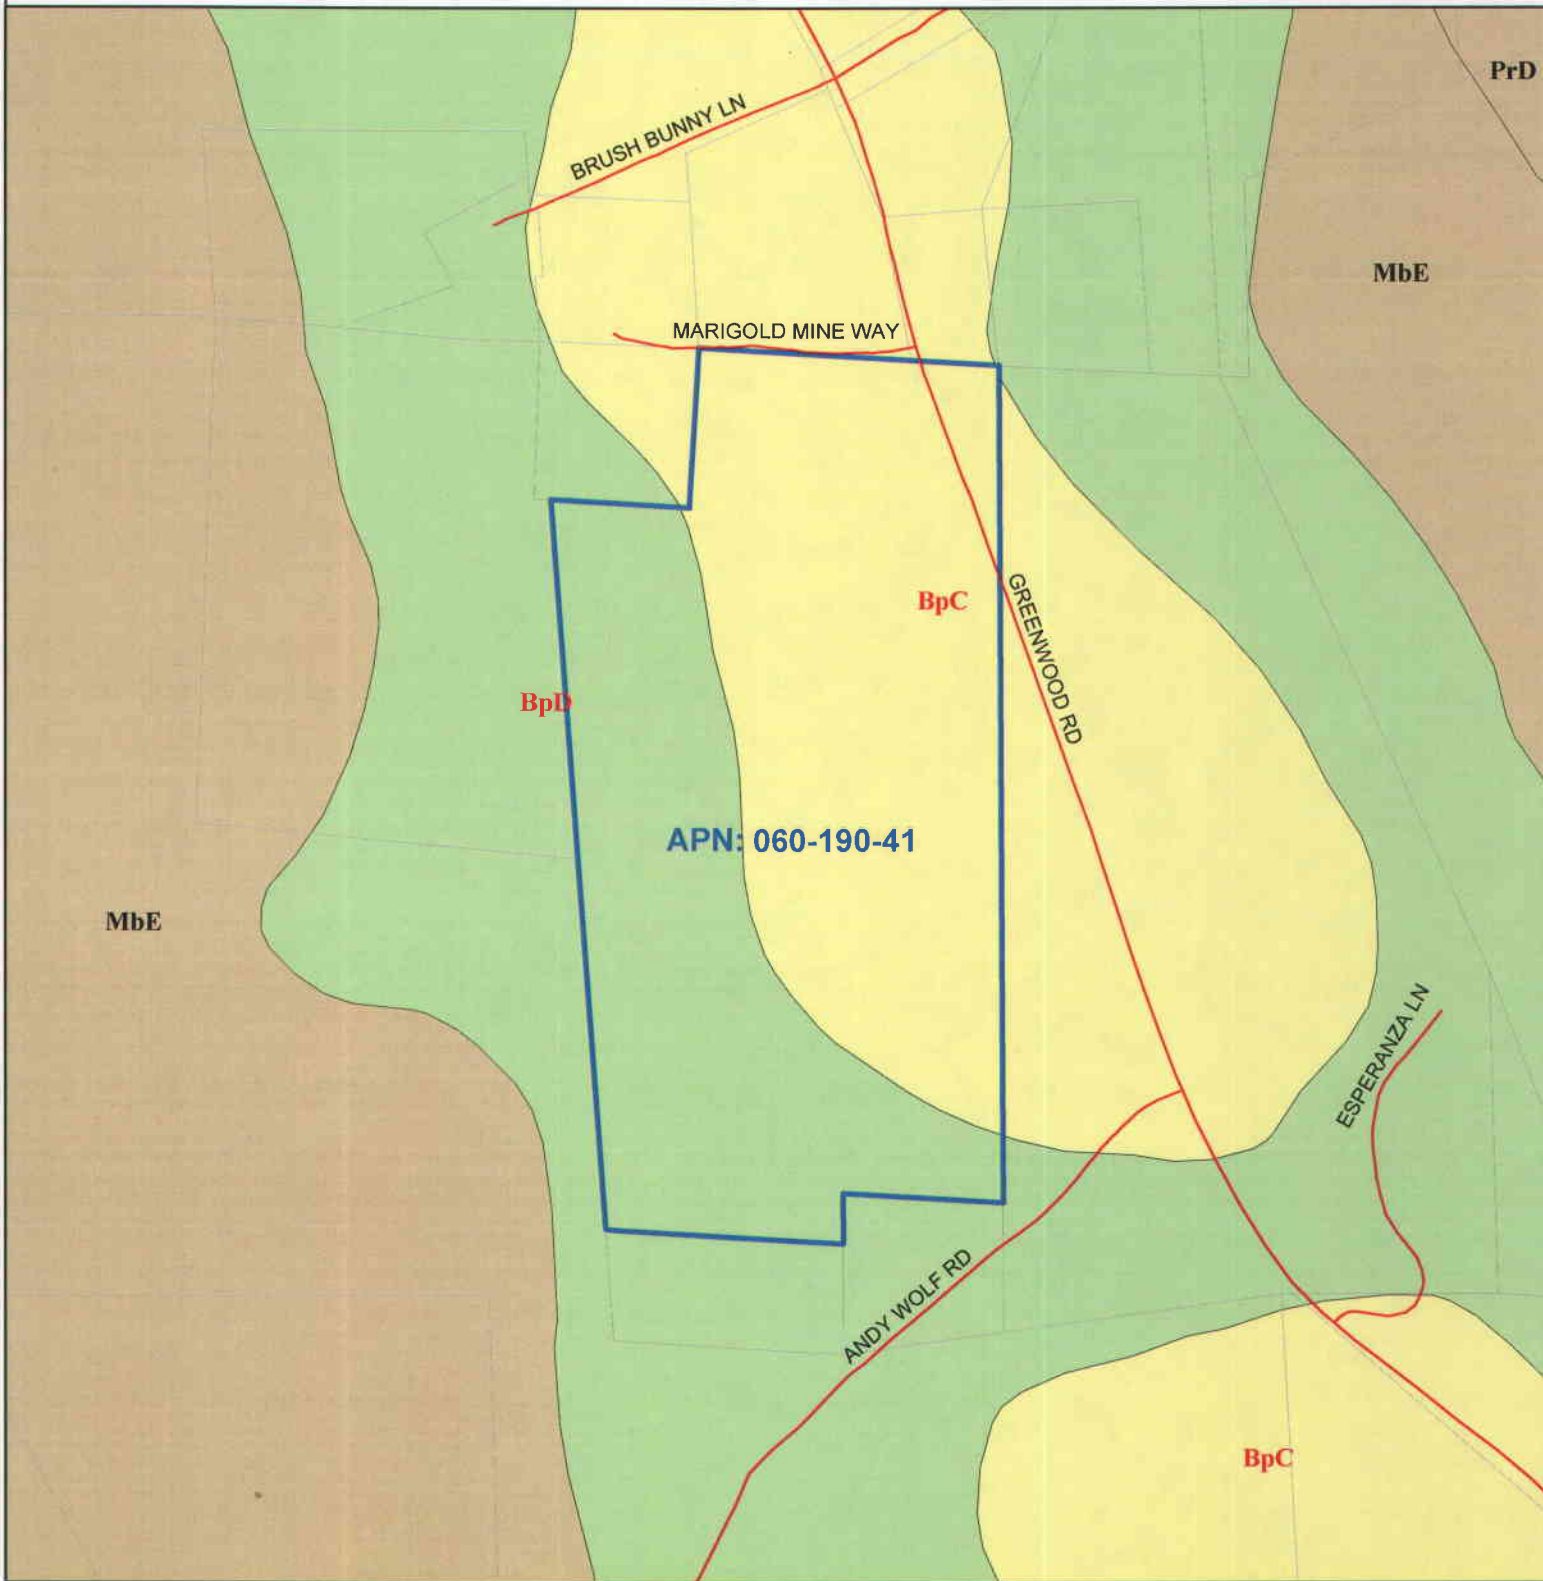 PrD
BRUSH BUNNY LN
MbE
MARIGOLD MINE WAY
BpC
GREENWOOD RD
BpD
APN: 060-190-41
MbE
ESPERANZA LN
ANDY WOLF RD
BpC